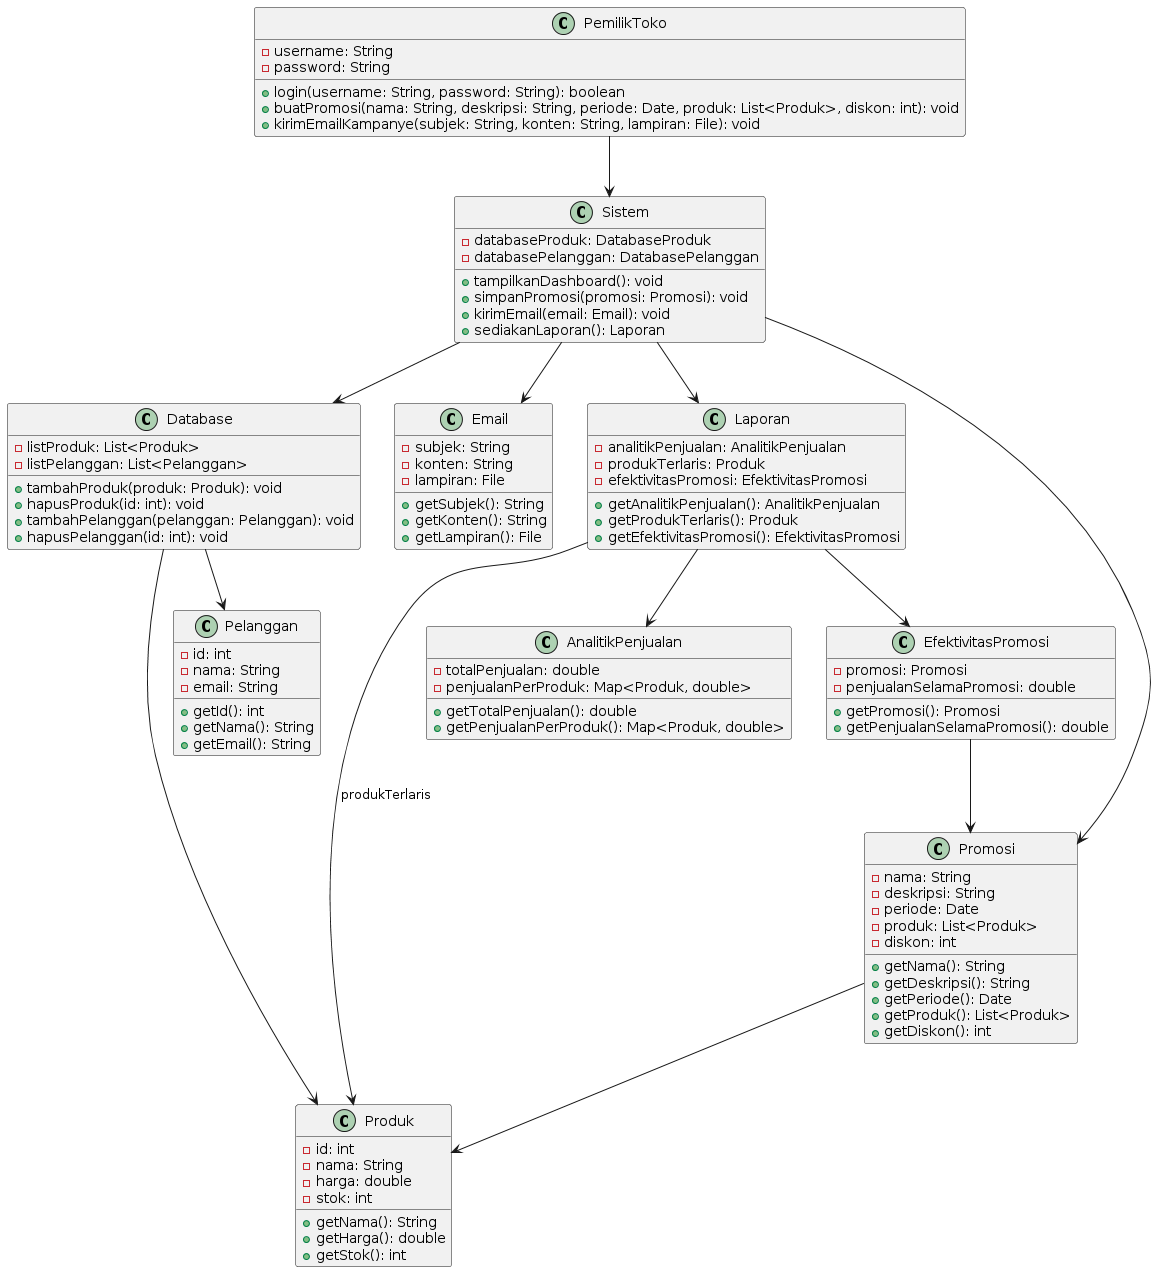 C PemilikToko
username: String
password: String
login(username: String, password: String): boolean
buatPromosi(nama: String, deskripsi: String, periode: Date, produk: List<Produk>, diskon: int): void
kirimEmailKampanye(subjek: String, konten: String, lampiran: File): void
C Sistem
databaseProduk: DatabaseProduk
databasePelanggan: DatabasePelanggan
tampilkanDashboard(): void
simpanPromosi(promosi: Promosi): void
kirimEmail(email: Email): void
sediakanLaporan(): Laporan
C Database
listProduk: List<Produk>
listPelanggan: List<Pelanggan>
tambahProduk(produk: Produk): void
hapusProduk(id: int): void
tambahPelanggan(pelanggan: Pelanggan): void
hapusPelanggan(id: int): void
C Email
subjek: String
konten: String
lampiran: File
getSubjek(): String
getKonten(): String
getLampiran(): File
C Laporan
analitikPenjualan: AnalitikPenjualan
produkTerlaris: Produk
efektivitasPromosi: EfektivitasPromosi
getAnalitikPenjualan(): AnalitikPenjualan
getProdukTerlaris(): Produk
getEfektivitasPromosi(): EfektivitasPromosi
C Pelanggan
id: int
nama: String
email: String
getId(): int
getNama(): String
getEmail(): String
C AnalitikPenjualan
totalPenjualan: double
penjualanPerProduk: Map<Produk, double>
getTotalPenjualan(): double
getPenjualanPerProduk(): Map<Produk, double>
C EfektivitasPromosi
promosi: Promosi
penjualanSelamaPromosi: double
getPromosi(): Promosi
getPenjualanSelamaPromosi(): double
produkTerlaris
C Promosi
nama: String
deskripsi: String
periode: Date
produk: List<Produk>
diskon: int
getNama(): String
getDeskripsi(): String
getPeriode(): Date
getProduk(): List<Produk>
getDiskon(): int
C Produk
id: int
nama: String
harga: double
stok: int
getNama(): String
getHarga(): double
getStok(): int